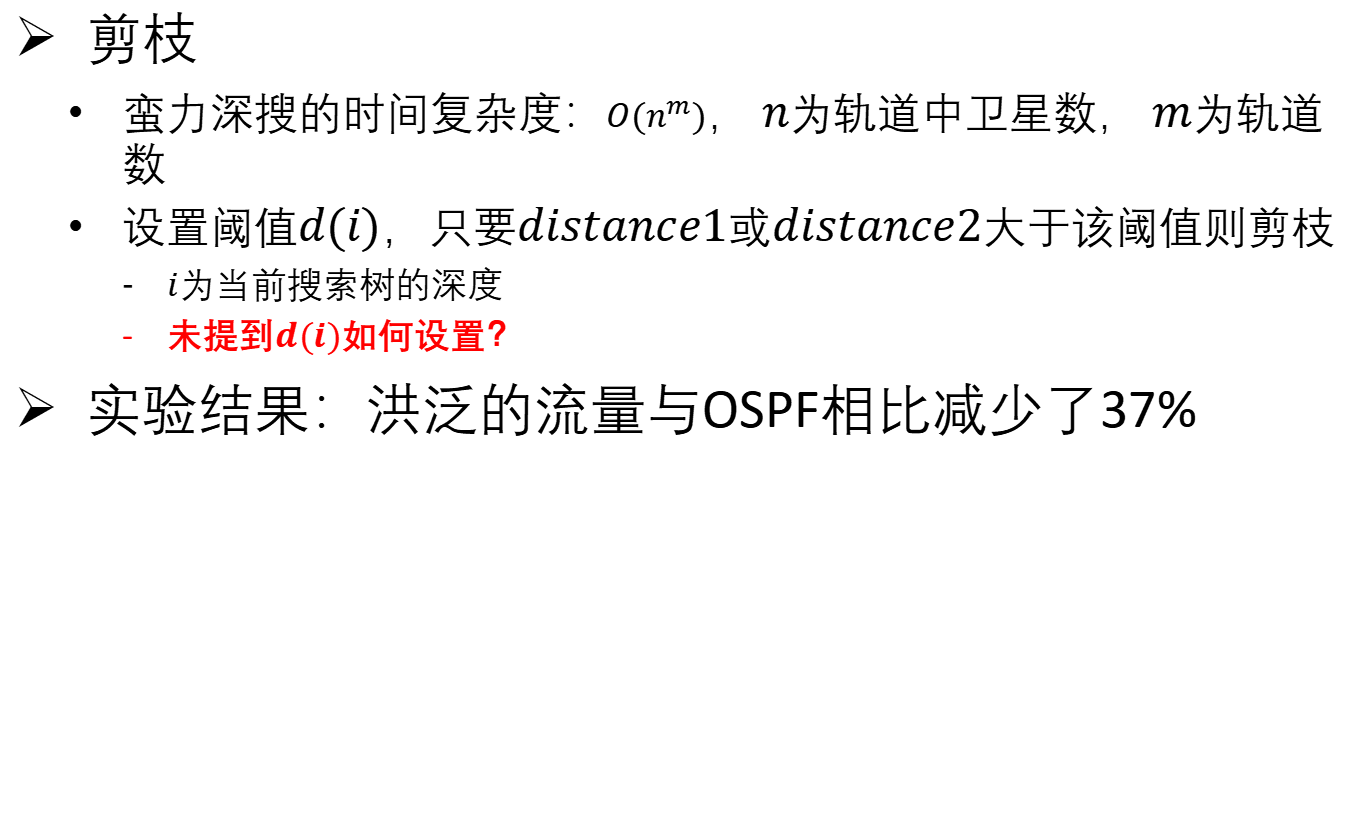 ➢ 剪枝
• 蛮力深搜的时间复杂度：O(nᵐ)， n为轨道中卫星数， m为轨道
数
• 设置阈值d(i)，只要distance1或distance2大于该阈值则剪枝
- i为当前搜索树的深度
- 未提到d(i)如何设置？
➢ 实验结果：洪泛的流量与OSPF相比减少了37%